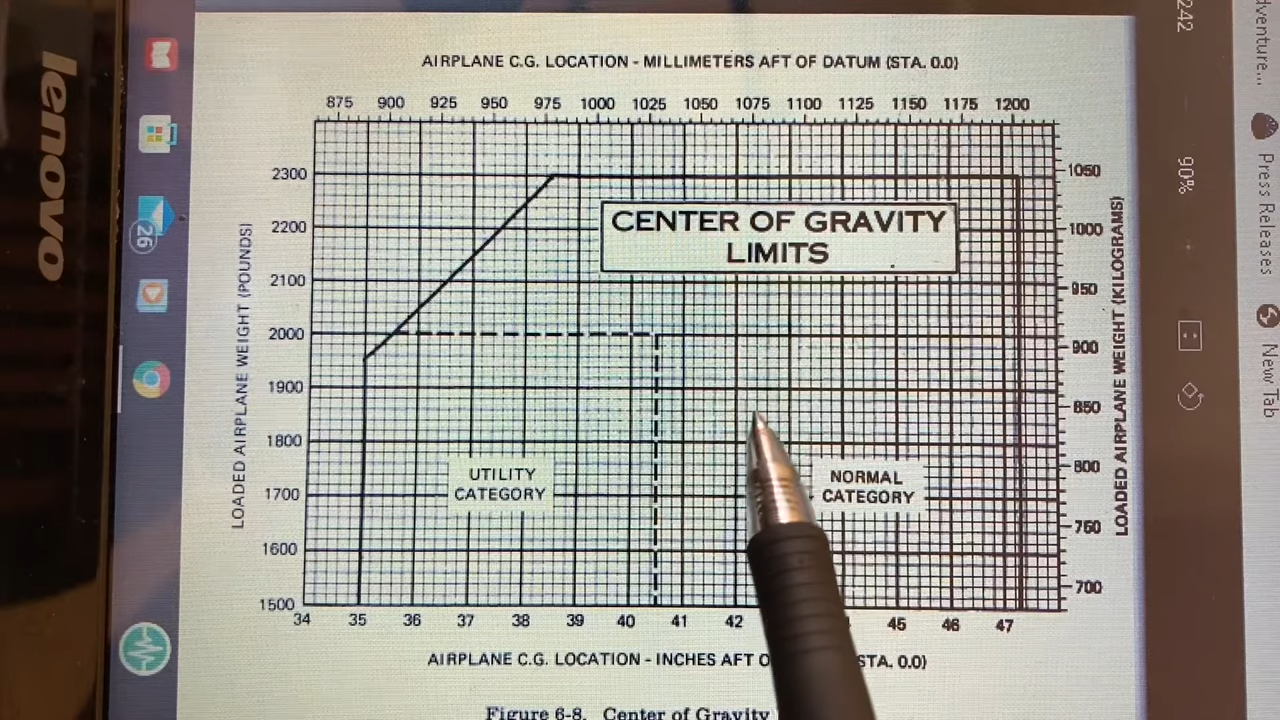 AIRPLANE C.G. LOCATION - MILLIMETERS AFT OF DATUM (STA. 0.0)
875 900 925 950 975 1000 1025 1050 1075 1100 1125 1150 1175 1200
LOADED AIRPLANE WEIGHT (POUNDS)
2300
2200
2100
2000
1900
1800
1700
1600
1500
CENTER OF GRAVITY
LIMITS
UTILITY
CATEGORY
NORMAL
CATEGORY
1050
1000
950
900
850
800
750
700
LOADED AIRPLANE WEIGHT (KILOGRAMS)
34 35 36 37 38 39 40 41 42 45 46 47
AIRPLANE C.G. LOCATION - INCHES AFT O STA. 0.0)
Figure 6-8. Center of Gravity
lenovo
26
2:42
90%
dventure...
Press Releases
New Tab